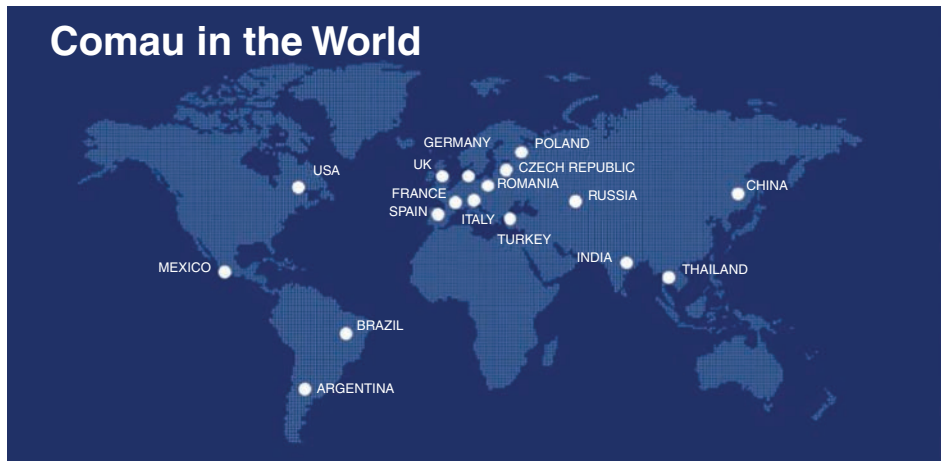 Comau in the World
GERMANY
POLAND
UK
CZECH REPUBLIC
USA
ROMANIA
CHINA
FRANCE
RUSSIA
SPAIN
ITALY
TURKEY
INDIA
MEXICO
THAILAND
BRAZIL
ARGENTINA